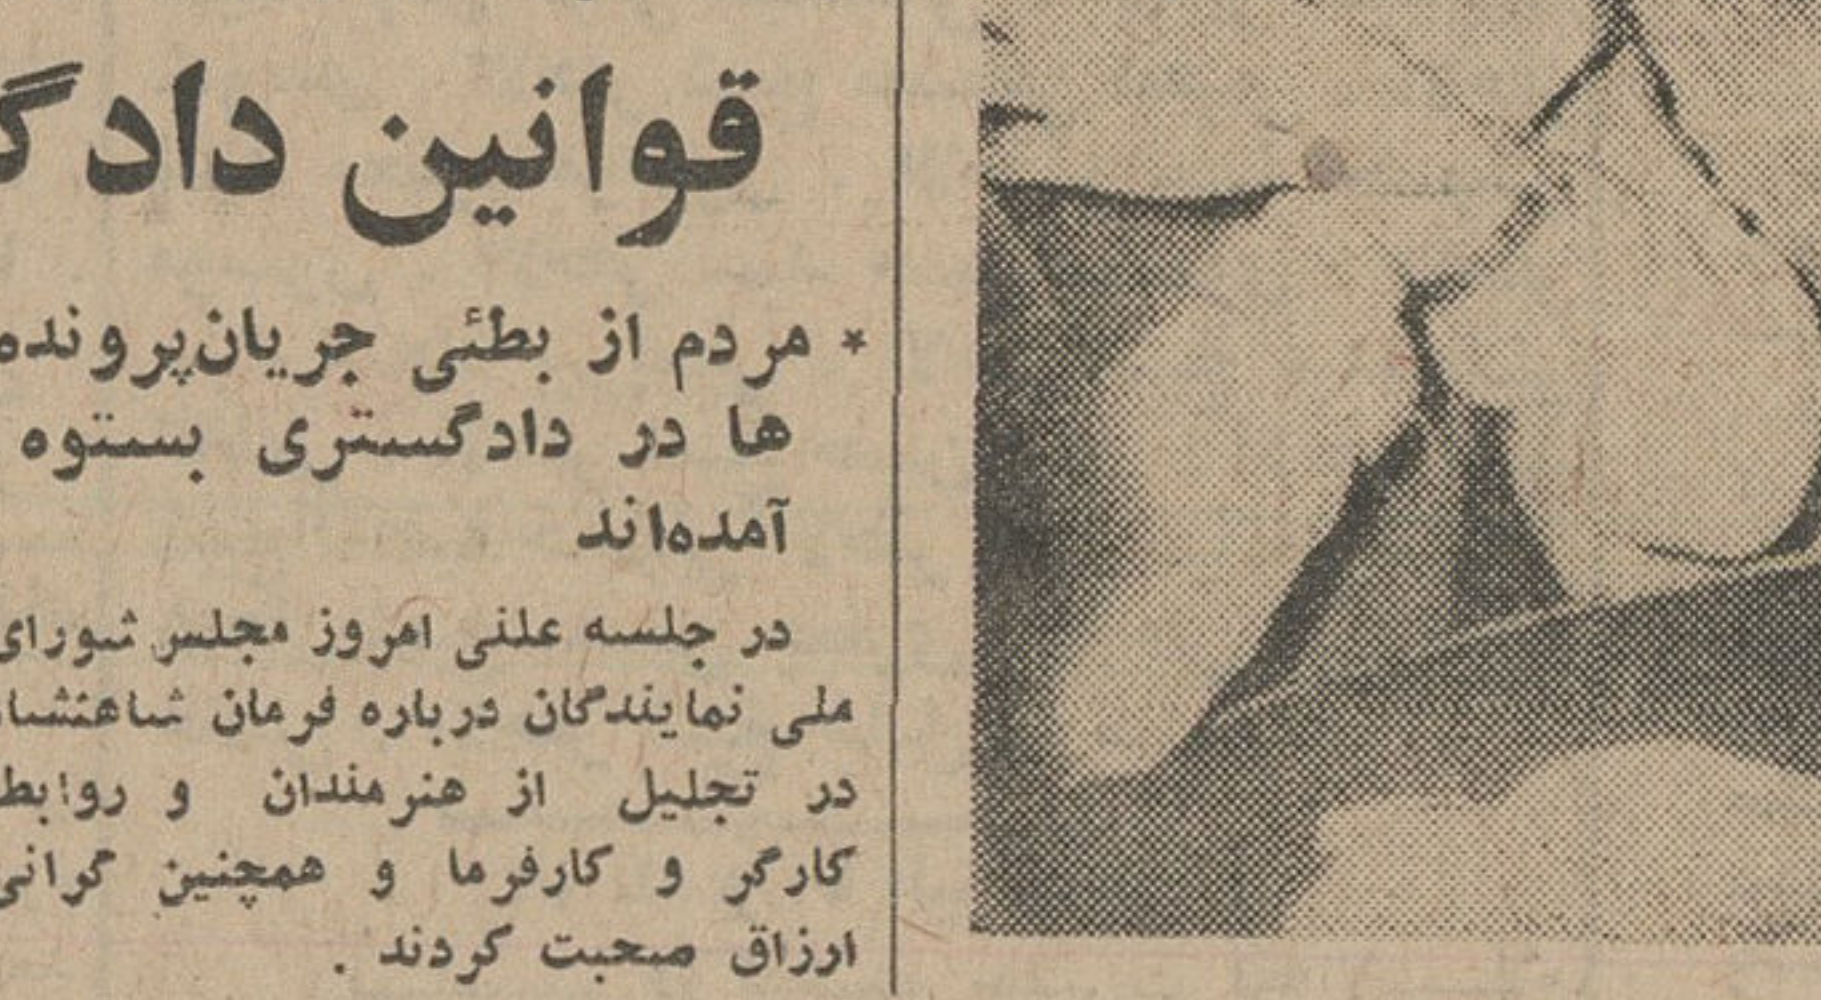 قوانین دادگ
* مردم از بطئی جریان‌پرونده
ها در دادگستری بستوه
آمده‌اند
در جلسه علنی امروز مجلس شورای
ملی نمایندگان درباره فرمان شاهنشا
در تجلیل از هنرمندان و روابط
کارگر و کارفرما و همچنین گرانی
ارزاق صحبت کردند .